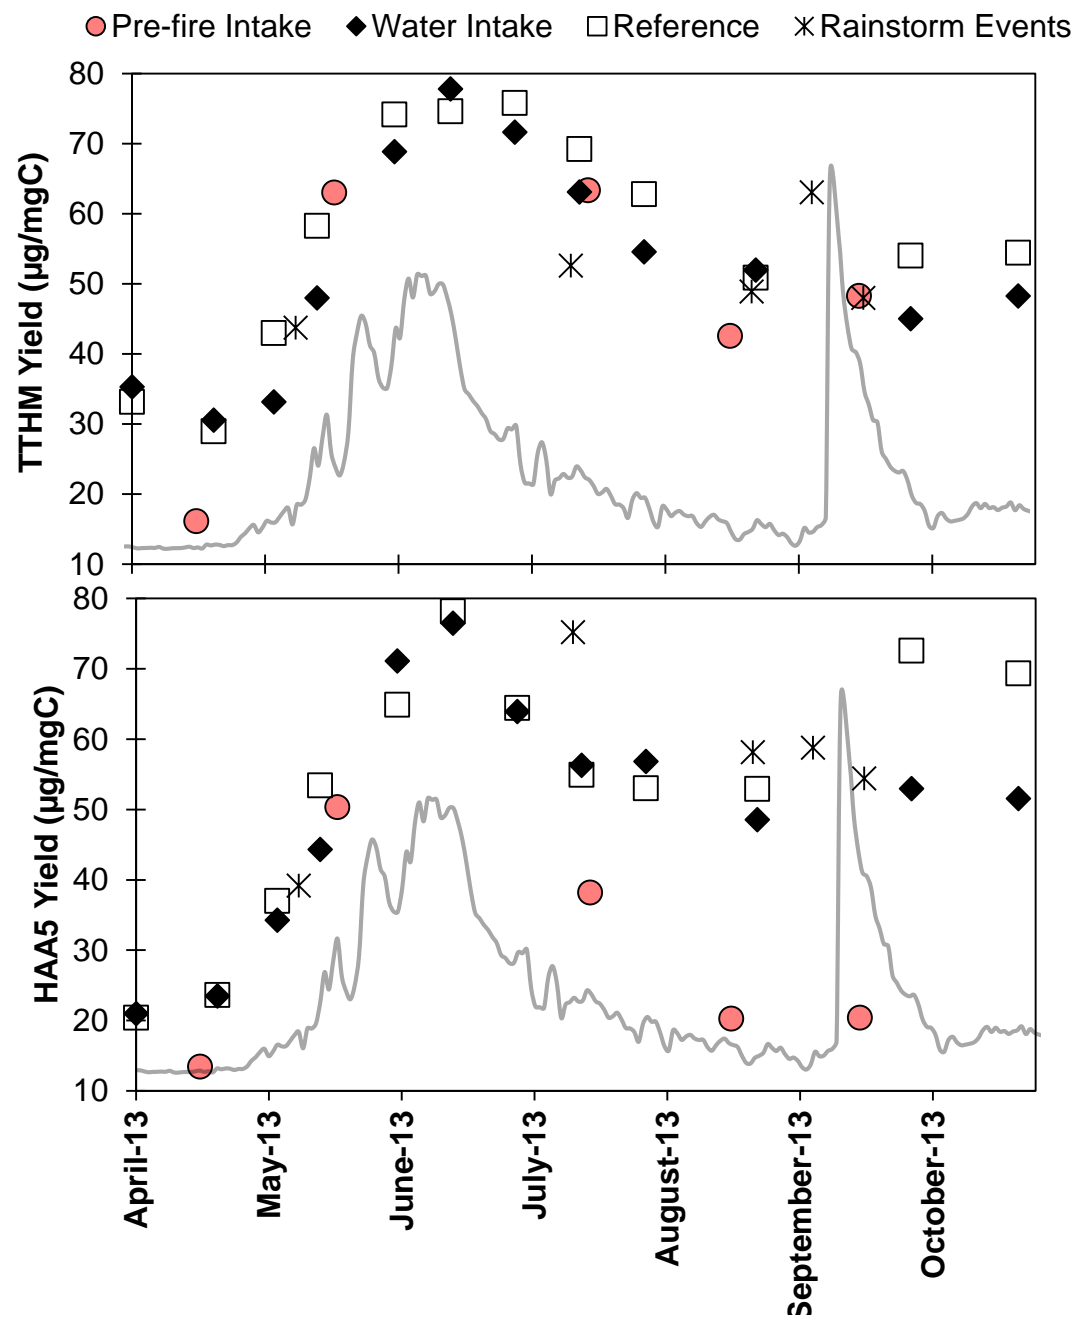 Pre-fire Intake Water Intake Reference Rainstorm Events
80
70
60
50
40
30
20
10
TTHM Yield (µg/mgC)
80
70
60
50
40
30
20
10
HAA5 Yield (µg/mgC)
April-13
May-13
June-13
July-13
August-13
September-13
October-13